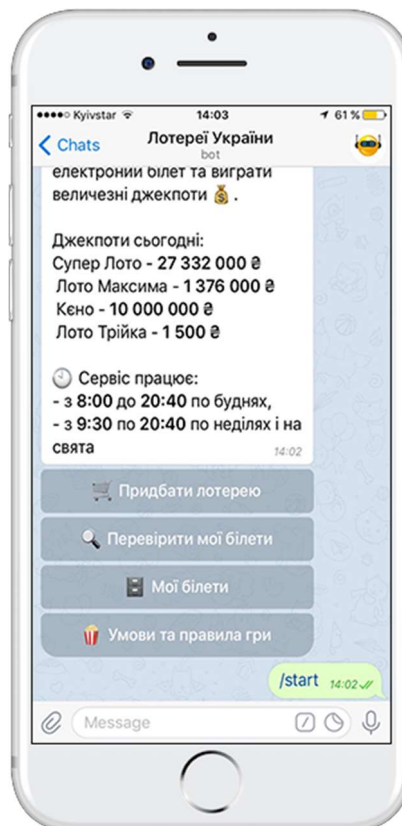 Kyivstar 14:03 61 %
Chats Лотереї України
bot
електроний білет та виграти
величезні джекпоти 💰 .
Джекпоти сьогодні:
Супер Лото - 27 332 000 ₴
Лото Максима - 1 376 000 ₴
Кєно - 10 000 000 ₴
Лото Трійка - 1 500 ₴
🕙 Сервіс працює:
- з 8:00 до 20:40 по буднях,
- з 9:30 по 20:40 по неділях і на
свята 14:02
🛒 Придбати лотерею
🔍 Перевірити мої білети
🗄 Мої білети
🍿 Умови та правила гри
/start 14:02
Message